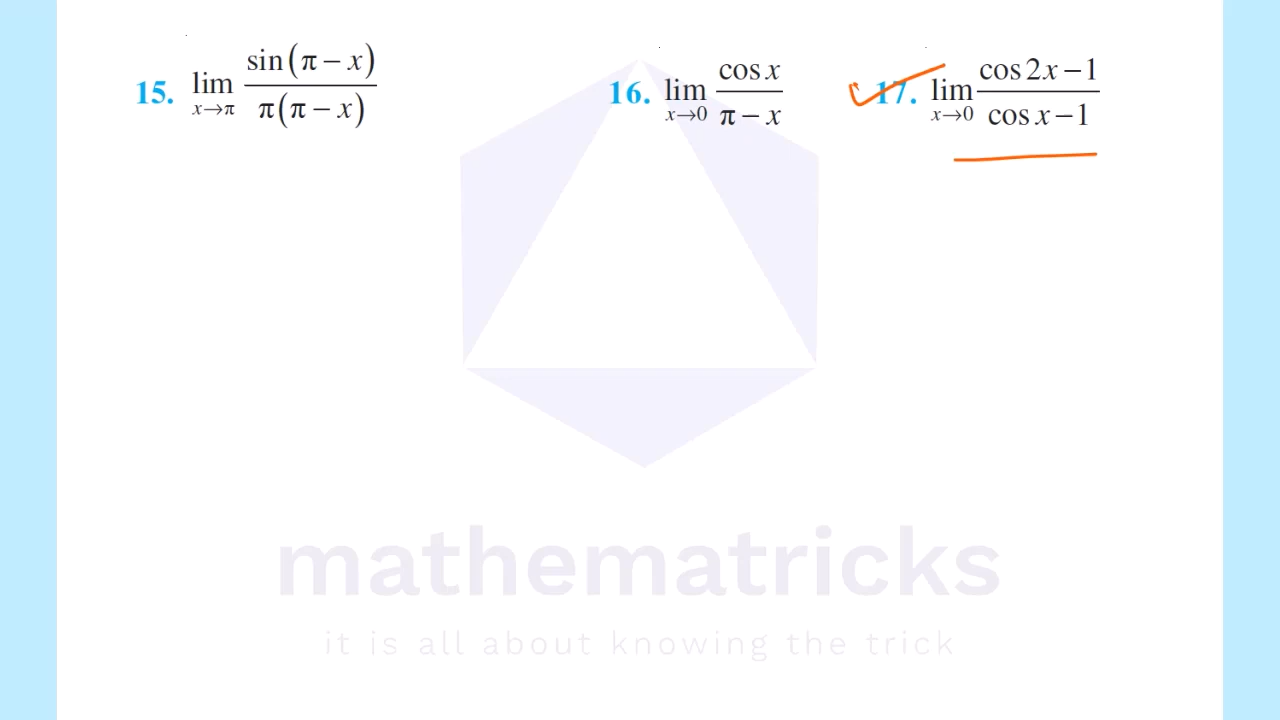 15. lim x→π sin(π − x) / π(π − x)
16. lim x→0 cos x / π − x
17. lim x→0 cos 2x − 1 / cos x − 1
mathematricks
it is all about knowing the trick